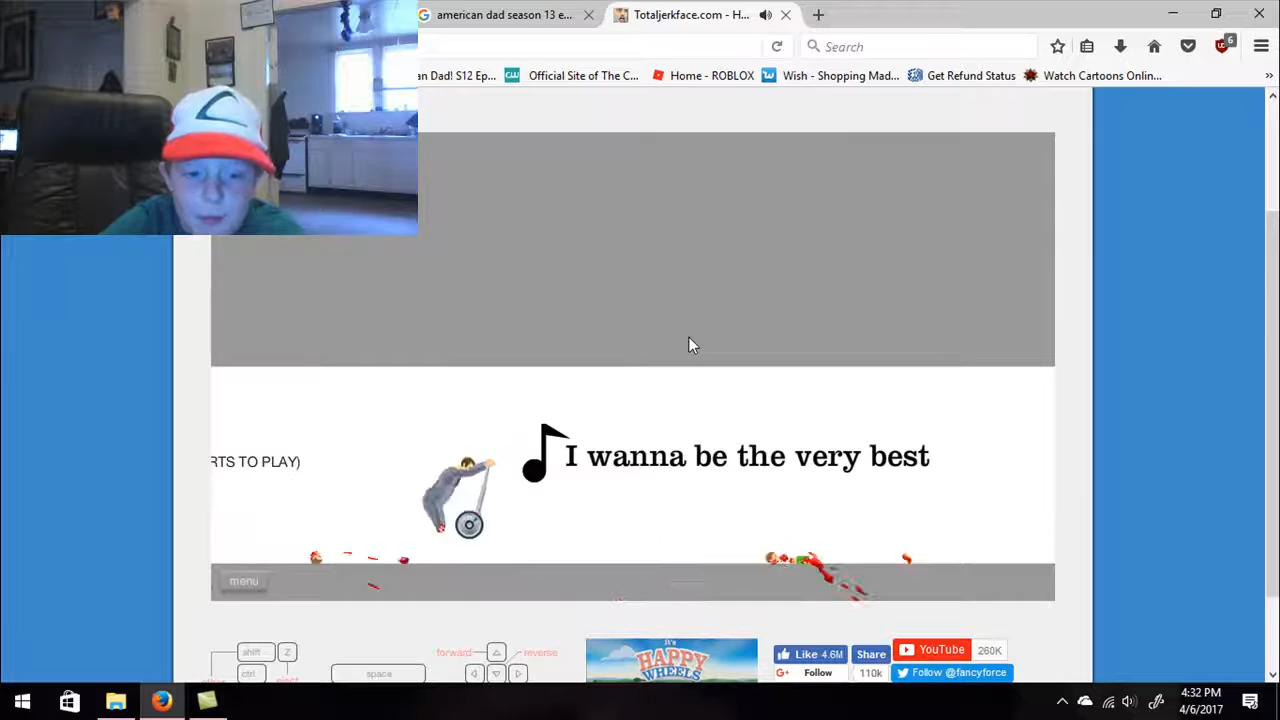 american dad season 13 e...
Totaljerkface.com - H...
Search
6
an Dad! S12 Ep...
Official Site of The C...
Home - ROBLOX
Wish - Shopping Mad...
Get Refund Status
Watch Cartoons Onlin...
RTS TO PLAY)
I wanna be the very best
menu
shift
Z
ctrl
eject
space
forward
reverse
IT'S
HAPPY
WHEELS
Like 4.6M
Share
YouTube
260K
Follow
110k
Follow @fancyforce
4:32 PM
4/6/2017